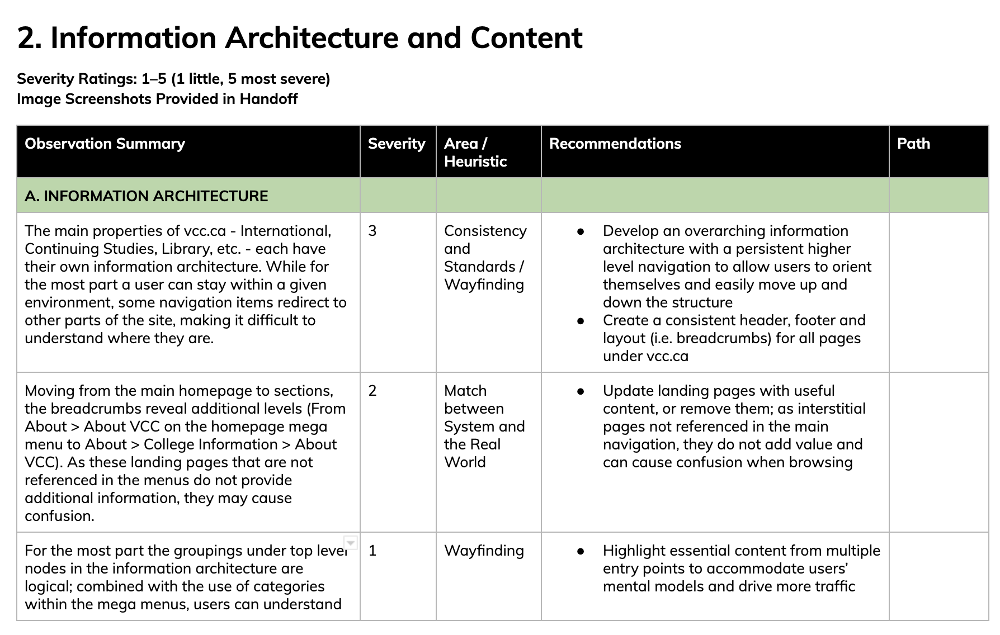 2. Information Architecture and Content
Severity Ratings: 1–5 (1 little, 5 most severe)
Image Screenshots Provided in Handoff
Observation Summary
Severity
Area /
Heuristic
Recommendations
Path
A. INFORMATION ARCHITECTURE
The main properties of vcc.ca - International,
Continuing Studies, Library, etc. - each have
their own information architecture. While for
the most part a user can stay within a given
environment, some navigation items redirect to
other parts of the site, making it difficult to
understand where they are.
3
Consistency
and
Standards /
Wayfinding
● Develop an overarching information
architecture with a persistent higher
level navigation to allow users to orient
themselves and easily move up and
down the structure
● Create a consistent header, footer and
layout (i.e. breadcrumbs) for all pages
under vcc.ca
Moving from the main homepage to sections,
the breadcrumbs reveal additional levels (From
About > About VCC on the homepage mega
menu to About > College Information > About
VCC). As these landing pages that are not
referenced in the menus do not provide
additional information, they may cause
confusion.
2
Match
between
System and
the Real
World
● Update landing pages with useful
content, or remove them; as interstitial
pages not referenced in the main
navigation, they do not add value and
can cause confusion when browsing
For the most part the groupings under top level
nodes in the information architecture are
logical; combined with the use of categories
within the mega menus, users can understand
1
Wayfinding
● Highlight essential content from multiple
entry points to accommodate users’
mental models and drive more traffic